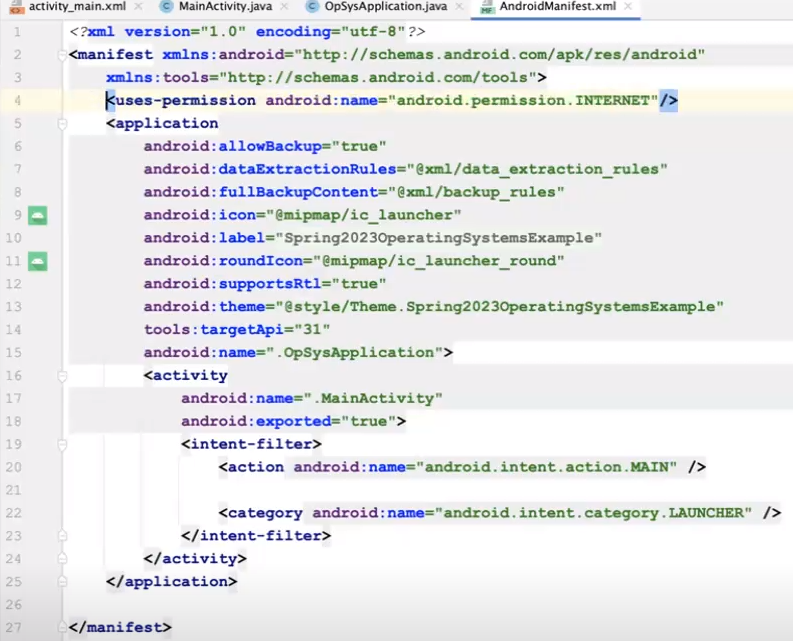 activity_main.xml MainActivity.java OpSysApplication.java AndroidManifest.xml
1 <?xml version="1.0" encoding="utf-8"?>
2 <manifest xmlns:android="http://schemas.android.com/apk/res/android"
3 xmlns:tools="http://schemas.android.com/tools">
4 <uses-permission android:name="android.permission.INTERNET"/>
5 <application
6 android:allowBackup="true"
7 android:dataExtractionRules="@xml/data_extraction_rules"
8 android:fullBackupContent="@xml/backup_rules"
9 android:icon="@mipmap/ic_launcher"
10 android:label="Spring2023OperatingSystemsExample"
11 android:roundIcon="@mipmap/ic_launcher_round"
12 android:supportsRtl="true"
13 android:theme="@style/Theme.Spring2023OperatingSystemsExample"
14 tools:targetApi="31"
15 android:name=".OpSysApplication">
16 <activity
17 android:name=".MainActivity"
18 android:exported="true">
19 <intent-filter>
20 <action android:name="android.intent.action.MAIN" />
21
22 <category android:name="android.intent.category.LAUNCHER" />
23 </intent-filter>
24 </activity>
25 </application>
26
27 </manifest>